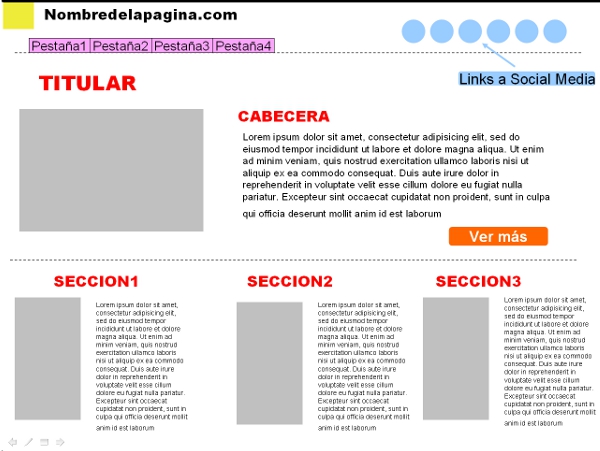 Nombredelapagina.com
Pestaña1 Pestaña2 Pestaña3 Pestaña4
Links a Social Media
TITULAR
CABECERA
Lorem ipsum dolor sit amet, consectetur adipisicing elit, sed do
eiusmod tempor incididunt ut labore et dolore magna aliqua. Ut enim
ad minim veniam, quis nostrud exercitation ullamco laboris nisi ut
aliquip ex ea commodo consequat. Duis aute irure dolor in
reprehenderit in voluptate velit esse cillum dolore eu fugiat nulla
pariatur. Excepteur sint occaecat cupidatat non proident, sunt in culpa
qui officia deserunt mollit anim id est laborum
Ver más
SECCION1
Lorem ipsum dolor sit amet,
consectetur adipisicing elit,
sed do eiusmod tempor
incididunt ut labore et dolore
magna aliqua. Ut enim ad
minim veniam, quis nostrud
exercitation ullamco laboris
nisi ut aliquip ex ea commodo
consequat. Duis aute irure
dolor in reprehenderit in
voluptate velit esse cillum
dolore eu fugiat nulla pariatur.
Excepteur sint occaecat
cupidatat non proident, sunt in
culpa qui officia deserunt mollit
anim id est laborum
SECCION2
Lorem ipsum dolor sit amet,
consectetur adipisicing elit,
sed do eiusmod tempor
incididunt ut labore et dolore
magna aliqua. Ut enim ad
minim veniam, quis nostrud
exercitation ullamco laboris
nisi ut aliquip ex ea commodo
consequat. Duis aute irure
dolor in reprehenderit in
voluptate velit esse cillum
dolore eu fugiat nulla pariatur.
Excepteur sint occaecat
cupidatat non proident, sunt in
culpa qui officia deserunt mollit
anim id est laborum
SECCION3
Lorem ipsum dolor sit amet,
consectetur adipisicing elit,
sed do eiusmod tempor
incididunt ut labore et dolore
magna aliqua. Ut enim ad
minim veniam, quis nostrud
exercitation ullamco laboris
nisi ut aliquip ex ea commodo
consequat. Duis aute irure
dolor in reprehenderit in
voluptate velit esse cillum
dolore eu fugiat nulla pariatur.
Excepteur sint occaecat
cupidatat non proident, sunt in
culpa qui officia deserunt mollit
anim id est laborum